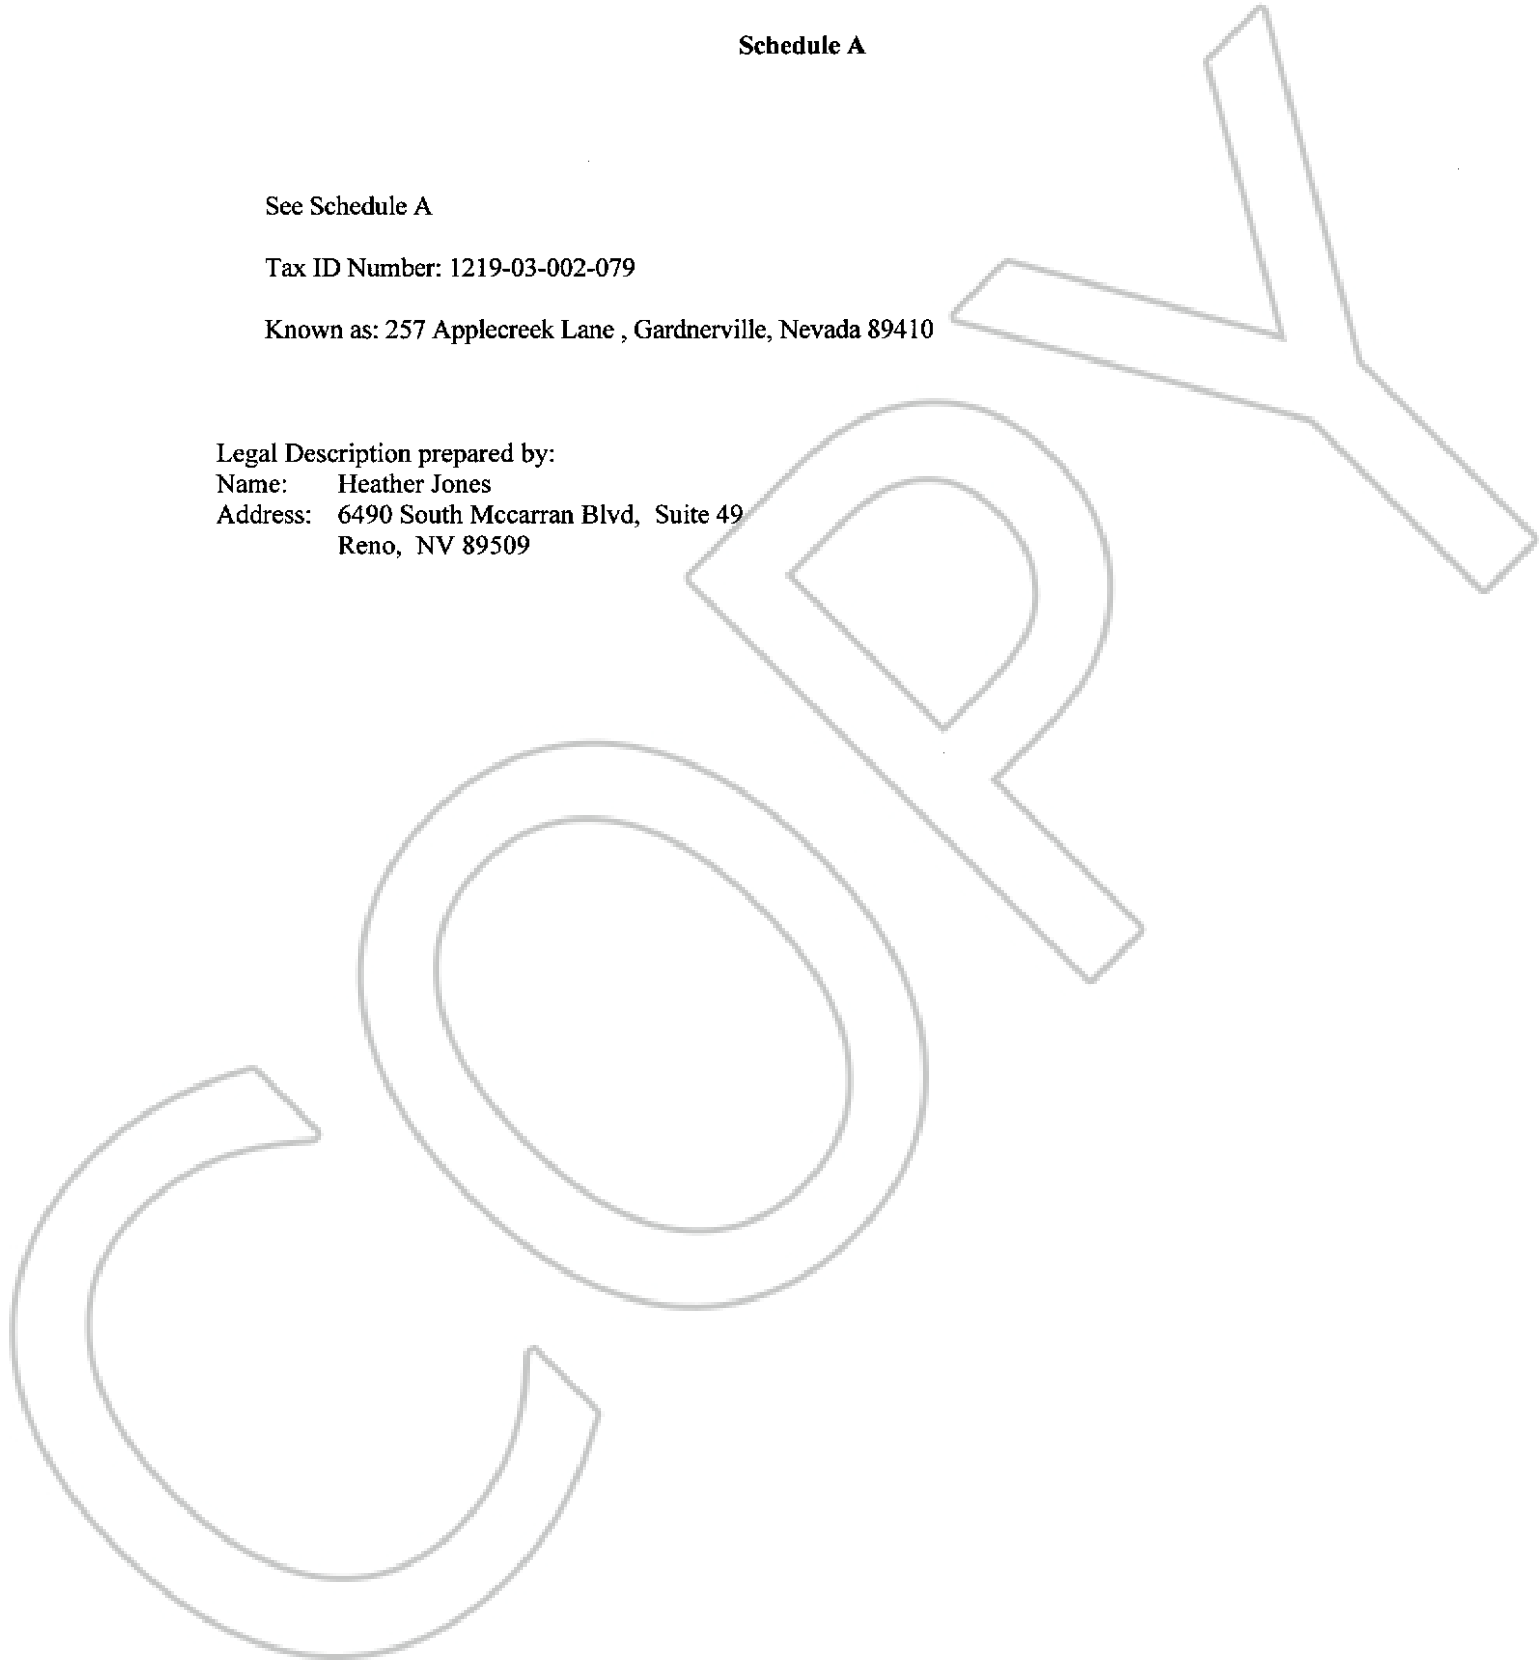 Schedule A
See Schedule A
Tax ID Number: 1219-03-002-079
Known as: 257 Applecreek Lane , Gardnerville, Nevada 89410
Legal Description prepared by:
Name: Heather Jones
Address: 6490 South Mccarran Blvd, Suite 49
Reno, NV 89509
COPY